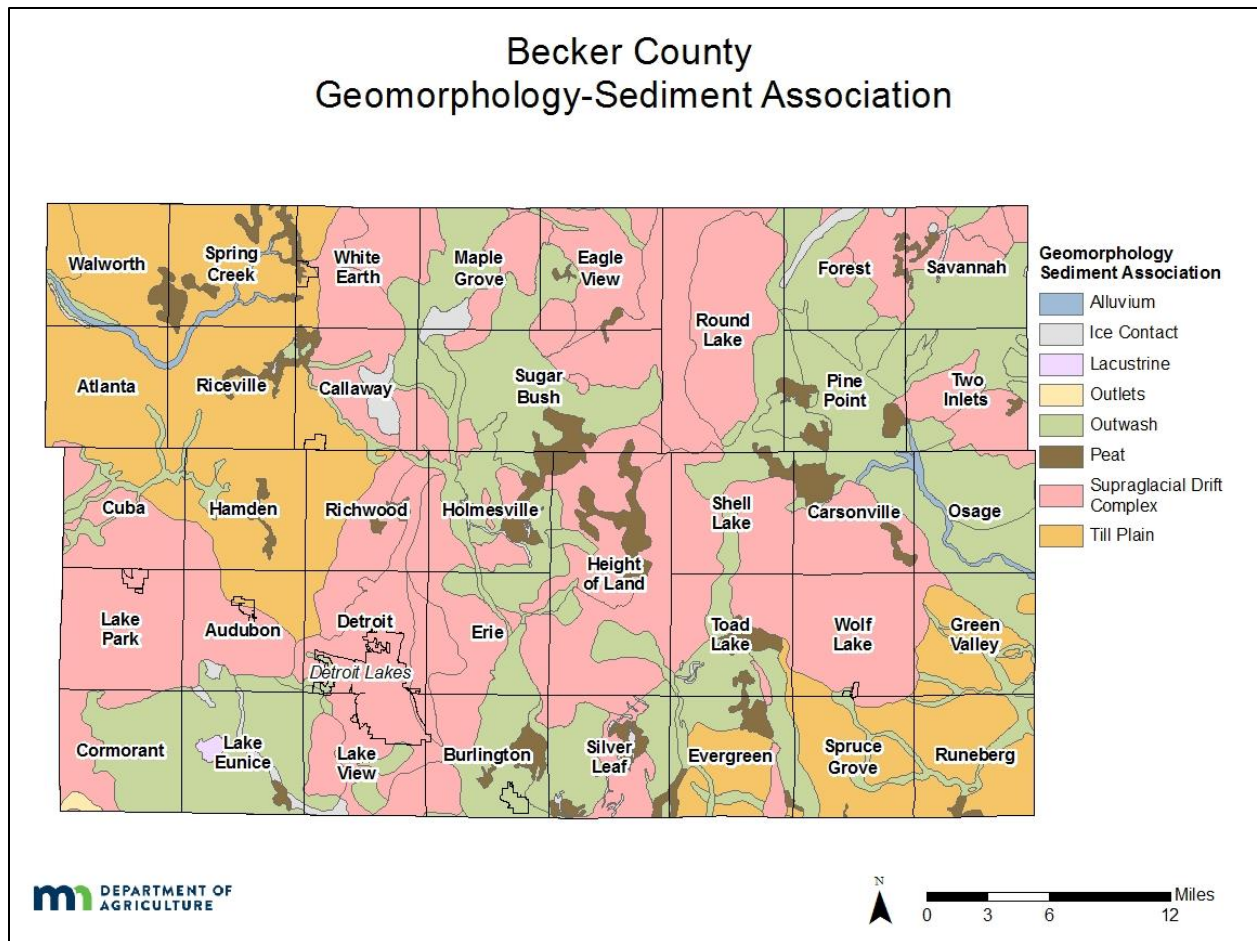 Becker County
Geomorphology-Sediment Association
Walworth
Spring
Creek
White
Earth
Maple
Grove
Eagle
View
Forest
Savannah
Round
Lake
Atlanta
Riceville
Callaway
Sugar
Bush
Pine
Point
Two
Inlets
Cuba
Hamden
Richwood
Holmesville
Shell
Lake
Carsonville
Osage
Height
of Land
Lake
Park
Audubon
Detroit
Erie
Toad
Lake
Wolf
Lake
Green
Valley
Detroit Lakes
Cormorant
Lake
Eunice
Lake
View
Burlington
Silver
Leaf
Evergreen
Spruce
Grove
Runeberg
Geomorphology
Sediment Association
Alluvium
Ice Contact
Lacustrine
Outlets
Outwash
Peat
Supraglacial Drift
Complex
Till Plain
mn DEPARTMENT OF
AGRICULTURE
N
Miles
0 3 6 12